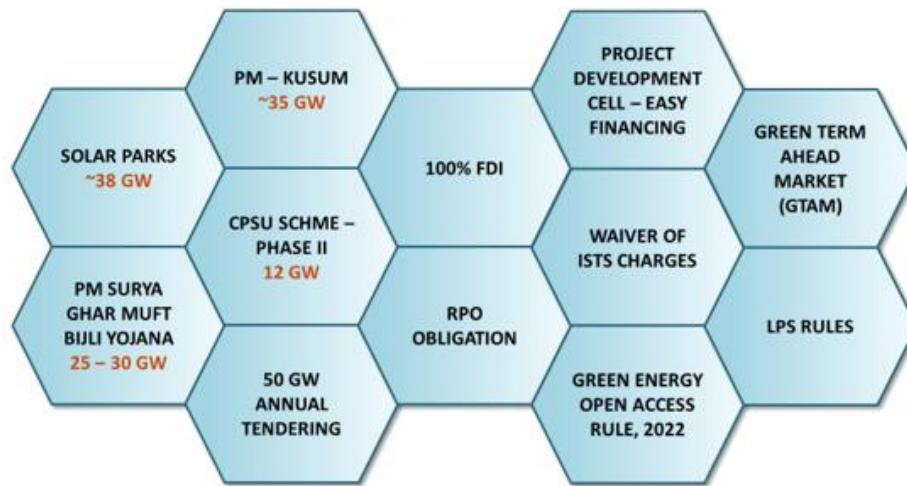 SOLAR PARKS
~38 GW
PM SURYA
GHAR MUFT
BIJLI YOJANA
25 – 30 GW
PM – KUSUM
~35 GW
CPSU SCHME –
PHASE II
12 GW
50 GW
ANNUAL
TENDERING
100% FDI
RPO
OBLIGATION
PROJECT
DEVELOPMENT
CELL – EASY
FINANCING
WAIVER OF
ISTS CHARGES
GREEN ENERGY
OPEN ACCESS
RULE, 2022
GREEN TERM
AHEAD
MARKET
(GTAM)
LPS RULES